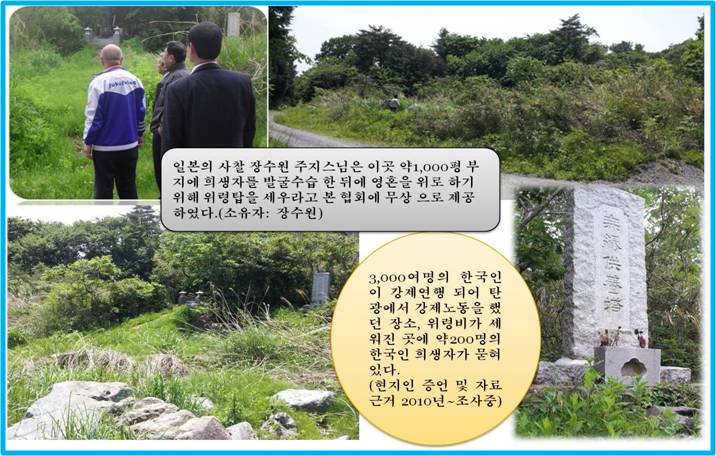 일본의 사찰 장수원 주지스님은 이곳 약1,000평 부
지에 희생자를 발굴수습 한 뒤에 영혼을 위로 하기
위해 위령탑을 세우라고 본 협회에 무상 으로 제공
하였다.(소유자: 장수원)
3,000여명의 한국인
이 강제연행 되어 탄
광에서 강제노동을 했
던 장소, 위령비가 세
워진 곳에 약200명의
한국인 희생자가 묻혀
있다.
(현지인 증언 및 자료
근거 2010년~조사중)
無縁供養塔